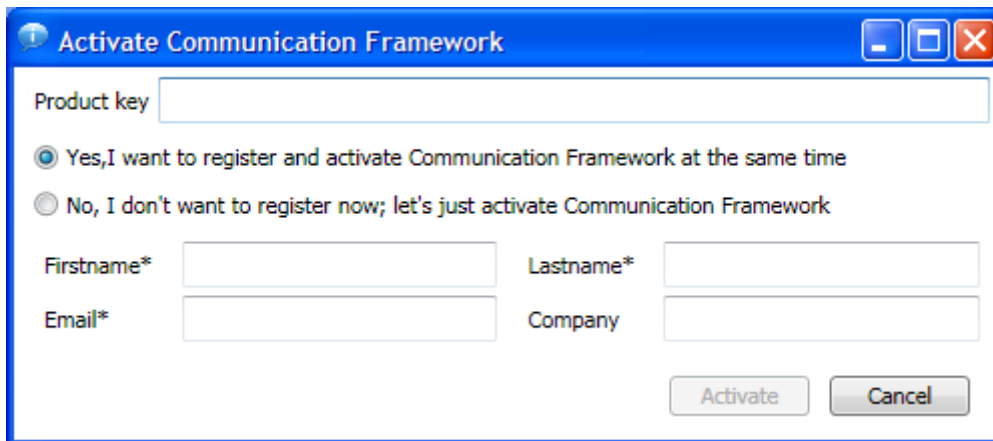 Activate Communication Framework
Product key
Yes,I want to register and activate Communication Framework at the same time
No, I don't want to register now; let's just activate Communication Framework
Firstname* Lastname*
Email* Company
Activate Cancel